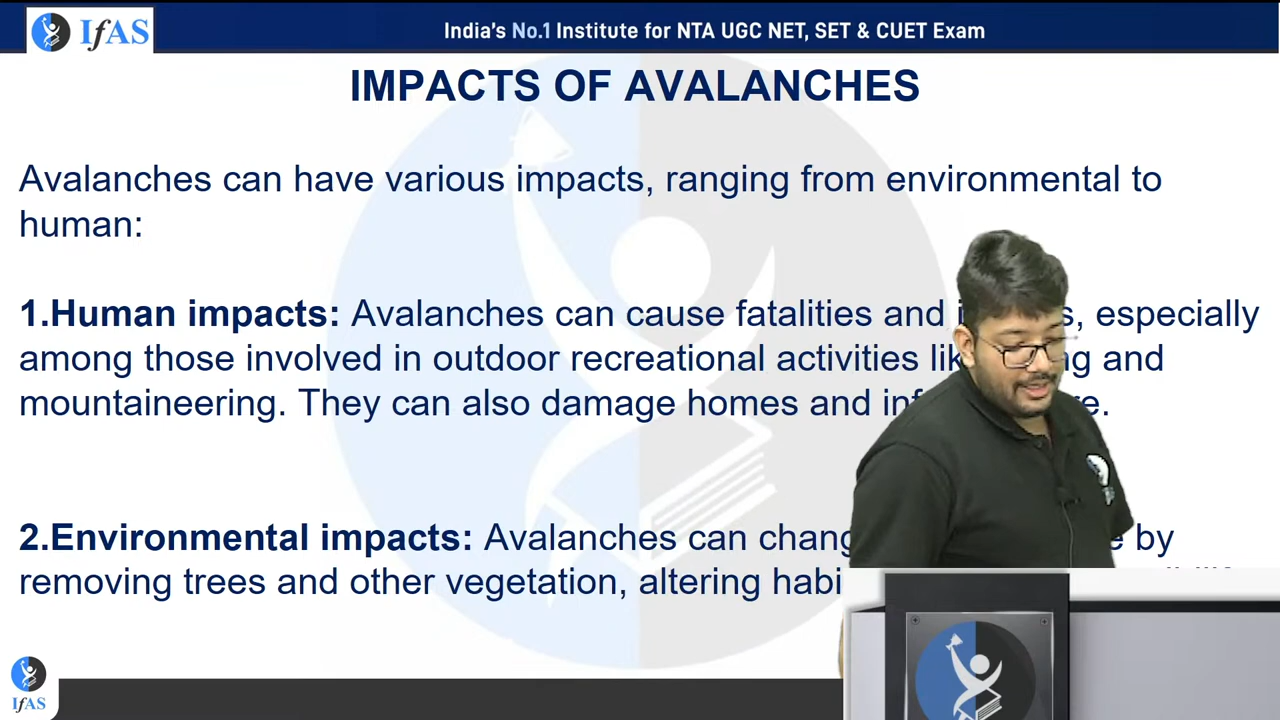 IfAS
India's No.1 Institute for NTA UGC NET, SET & CUET Exam
IMPACTS OF AVALANCHES
Avalanches can have various impacts, ranging from environmental to
human:
1.Human impacts: Avalanches can cause fatalities and especially
among those involved in outdoor recreational activities and
mountaineering. They can also damage homes and
2.Environmental impacts: Avalanches can by
removing trees and other vegetation, altering
IfAS